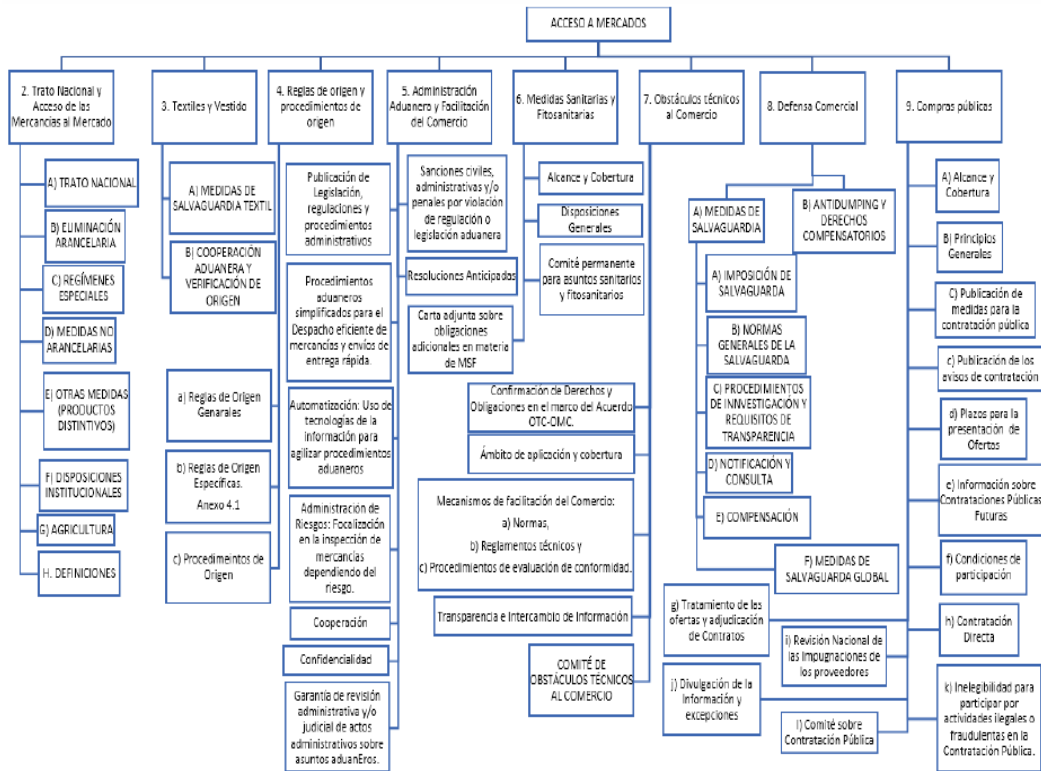 ACCESO A MERCADOS
2. Trato Nacional y
Acceso de las
Mercancías al Mercado
A) TRATO NACIONAL
B) ELIMINACIÓN
ARANCELARIA
C) REGÍMENES
ESPECIALES
D) MEDIDAS NO
ARANCELARIAS
E) OTRAS MEDIDAS
(PRODUCTOS
DISTINTIVOS)
F) DISPOSICIONES
INSTITUCIONALES
G) AGRICULTURA
H. DEFINICIONES
3. Textiles y Vestido
A) MEDIDAS DE
SALVAGUARDIA TEXTIL
B) COOPERACIÓN
ADUANERA Y
VERIFICACIÓN DE
ORIGEN
4. Reglas de origen y
procedimientos de
origen
a) Reglas de Origen
Genarales
b) Reglas de Origen
Específicas.
Anexo 4.1
c) Procedimeintos de
Origen
5. Administración
Aduanero y Facilitación
del Comercio
Publicación de
Legislación,
regulaciones y
procedimientos
administrativos
Procedimientos
aduaneros
simplificados para el
Despacho eficiente de
mercancías y envíos de
entrega rápida.
Automatización: Uso de
tecnologías de la
información para
agilizar procedimientos
aduaneros
Administración de
Riesgos: Focalización
en la inspección de
mercancías
dependiendo del
riesgo.
Cooperación
Confidencialidad
Garantía de revisión
administrativa y/o
judicial de actos
administrativos sobre
asuntos aduanEros.
Sanciones civiles,
administrativas y/o
penales por violación
de regulación o
legislación aduanera
Resoluciones Anticipadas
Carta adjunta sobre
obligaciones
adicionales en materia
de MSF
6. Medidas Sanitarias y
Fitosanitarias
Alcance y Cobertura
Disposiciones
Generales
Comité permanente
para asuntos sanitarios
y fitosanitarios
7. Obstáculos técnicos
al Comercio
Confirmación de Derechos y
Obligaciones en el marco del Acuerdo
OTC-OMC.
Ámbito de aplicación y cobertura
Mecanismos de facilitación del Comercio:
a) Normas,
b) Reglamentos técnicos y
c) Procedimientos de evaluación de conformidad.
Transparencia e Intercambio de Información
COMITÉ DE
OBSTÁCULOS TÉCNICOS
AL COMERCIO
8. Defensa Comercial
A) MEDIDAS DE
SALVAGUARDIA
B) ANTIDUMPING Y
DERECHOS
COMPENSATORIOS
A) IMPOSICIÓN DE
SALVAGUARDA
B) NORMAS
GENERALES DE LA
SALVAGUARDA
C) PROCEDIMIENTOS
DE INNVESTIGACIÓN Y
REQUISITOS DE
TRANSPARENCIA
D) NOTIFICACIÓN Y
CONSULTA
E) COMPENSACIÓN
F) MEDIDAS DE
SALVAGUARDA GLOBAL
9. Compras públicas
A) Alcance y
Cobertura
B) Principios
Generales
C) Publicación de
medidas para la
contratación pública
c) Publicación de los
avisos de contratación
d) Plazos para la
presentación de
Ofertas
e) Información sobre
Contrataciones Públicas
Futuras
f) Condiciones de
participación
g) Tratamiento de las
ofertas y adjudicación de
Contratos
h) Contratación
Directa
i) Revisión Nacional de
las Impugnaciones de
los proveedores
j) Divulgación de la
Información y
excepciones
k) Inelegibilidad para
participar por
actividades ilegales o
fraudulentas en la
Contratación Pública.
l) Comité sobre
Contratación Pública